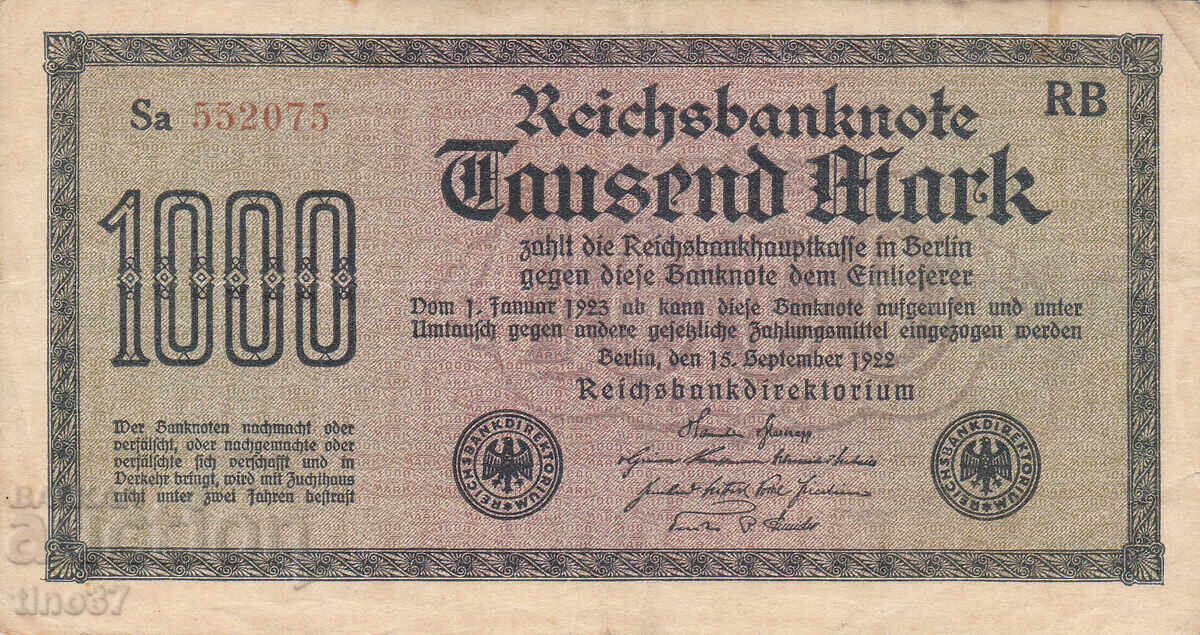 Sa 552075
RB
Reichsbanknote
Tausend Mark
1000
zahlt die Reichsbankhauptkasse in Berlin
gegen diese Banknote dem Einlieferer
Vom 1. Januar 1923 ab kann diese Banknote aufgerufen und unter
Umtausch gegen andere gesetzliche Zahlungsmittel eingezogen werden
Berlin, den 15. September 1922
Reichsbankdirektorium
Wer Banknoten nachmacht oder
verfälscht, oder nachgemachte oder
verfälschte sich verschafft und in
Verkehr bringt, wird mit Zuchthaus
nicht unter zwei Jahren bestraft
REICHSBANKDIREKTORIUM
REICHSBANKDIREKTORIUM
auction
tino37